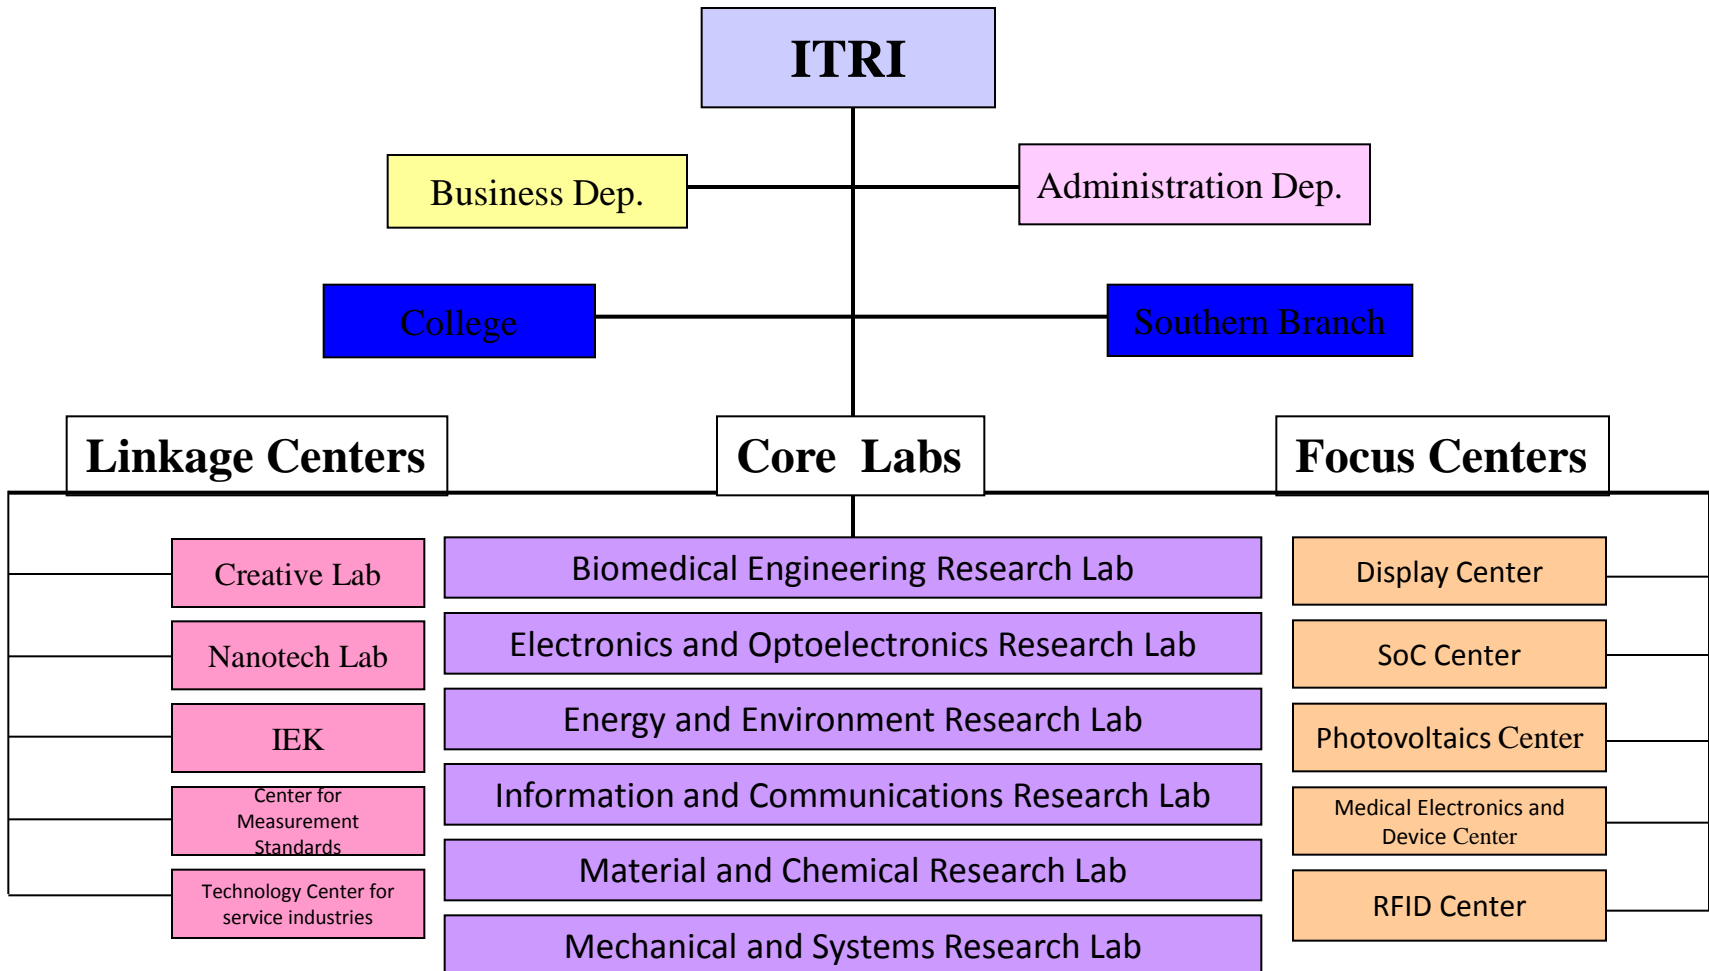 ITRI
Business Dep.
Administration Dep.
College
Southern Branch
Linkage Centers
Core Labs
Focus Centers
Creative Lab
Nanotech Lab
IEK
Center for
Measurement
Standards
Technology Center for
service industries
Biomedical Engineering Research Lab
Electronics and Optoelectronics Research Lab
Energy and Environment Research Lab
Information and Communications Research Lab
Material and Chemical Research Lab
Mechanical and Systems Research Lab
Display Center
SoC Center
Photovoltaics Center
Medical Electronics and
Device Center
RFID Center